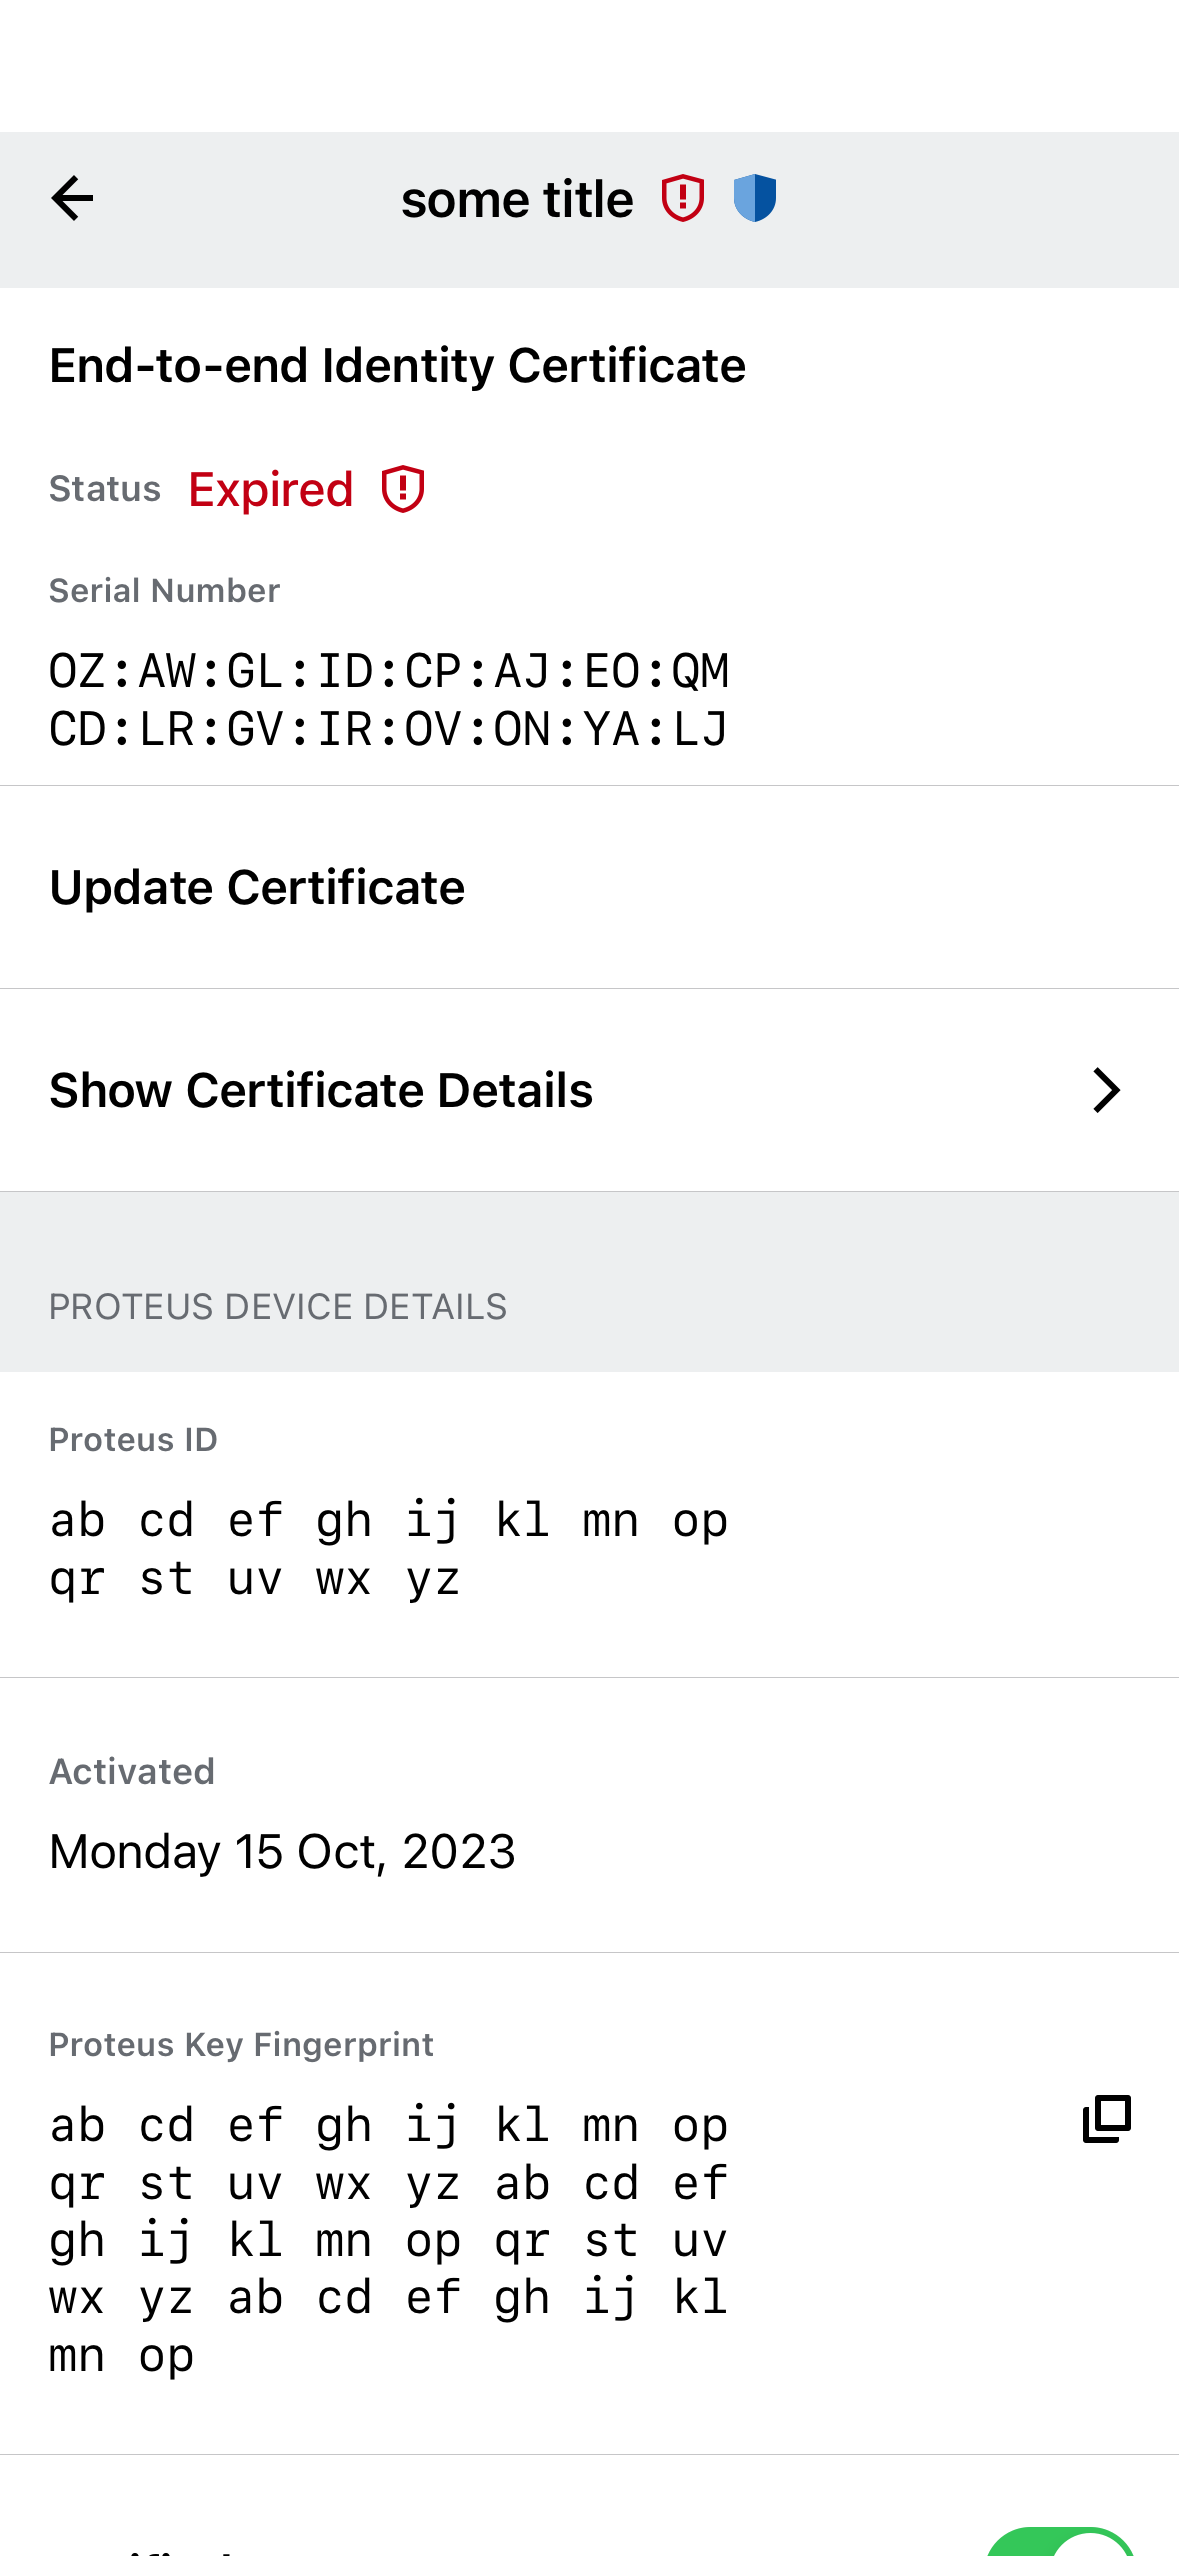 some title
End-to-end Identity Certificate
Status Expired
Serial Number
OZ:AW:GL:ID:CP:AJ:EO:QM
CD:LR:GV:IR:OV:ON:YA:LJ
Update Certificate
Show Certificate Details
PROTEUS DEVICE DETAILS
Proteus ID
ab cd ef gh ij kl mn op
qr st uv wx yz
Activated
Monday 15 Oct, 2023
Proteus Key Fingerprint
ab cd ef gh ij kl mn op
qr st uv wx yz ab cd ef
gh ij kl mn op qr st uv
wx yz ab cd ef gh ij kl
mn op